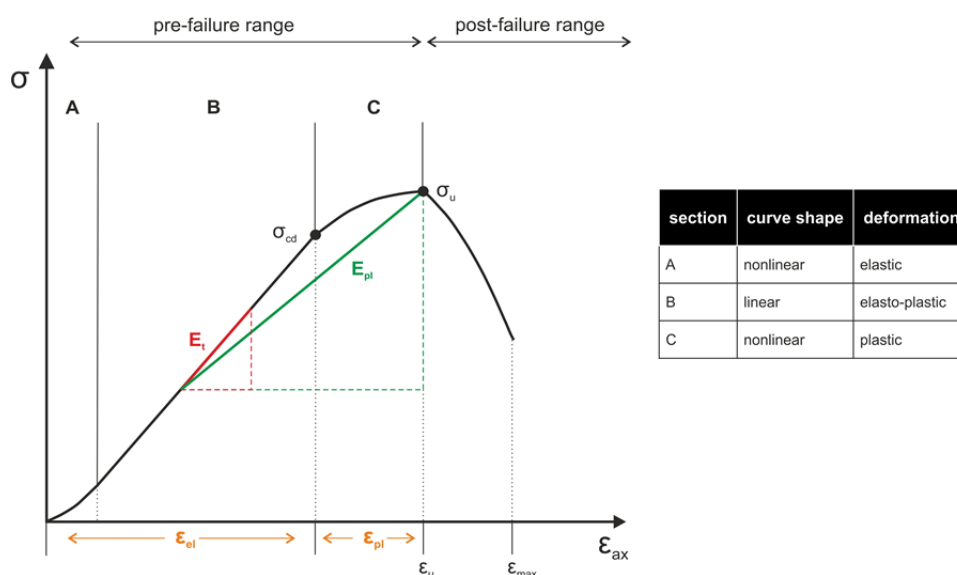 pre-failure range
post-failure range
σ
A
B
C
σu
σcd
Epl
Et
εel
εpl
εax
εu
εmax
section curve shape deformation
A nonlinear elastic
B linear elasto-plastic
C nonlinear plastic